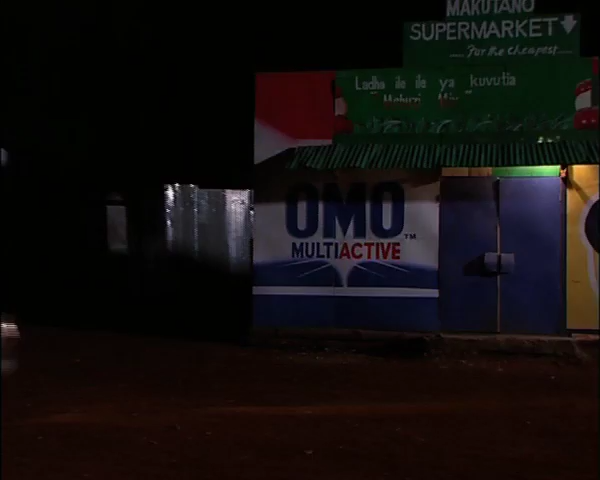 MAKUTANO
SUPERMARKET
....For the Cheapest....
Ladha ile ile ya kuvutia
OMO
TM
MULTIACTIVE